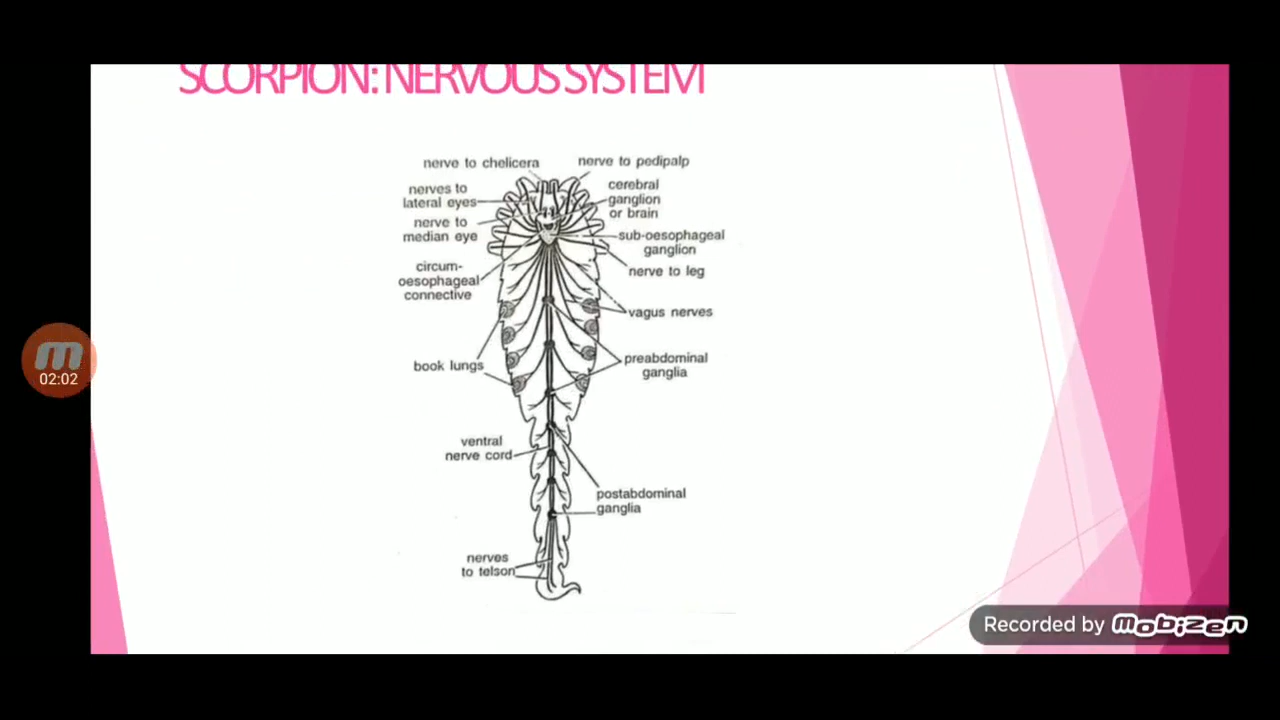 SCORPION: NERVOUS SYSTEM
nerve to chelicera
nerve to pedipalp
nerves to
lateral eyes
cerebral
ganglion
or brain
nerve to
median eye
sub-oesophageal
ganglion
circum-
oesophageal
connective
nerve to leg
vagus nerves
book lungs
preabdominal
ganglia
ventral
nerve cord
postabdominal
ganglia
nerves
to telson
02:02
Recorded by mobizen